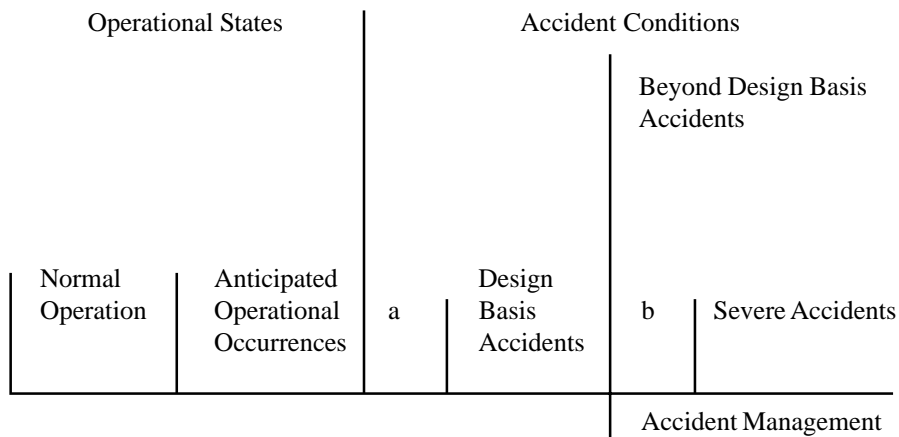 Operational States
Accident Conditions
Beyond Design Basis
Accidents
Normal
Operation
Anticipated
Operational
Occurrences
a
Design
Basis
Accidents
b
Severe Accidents
Accident Management